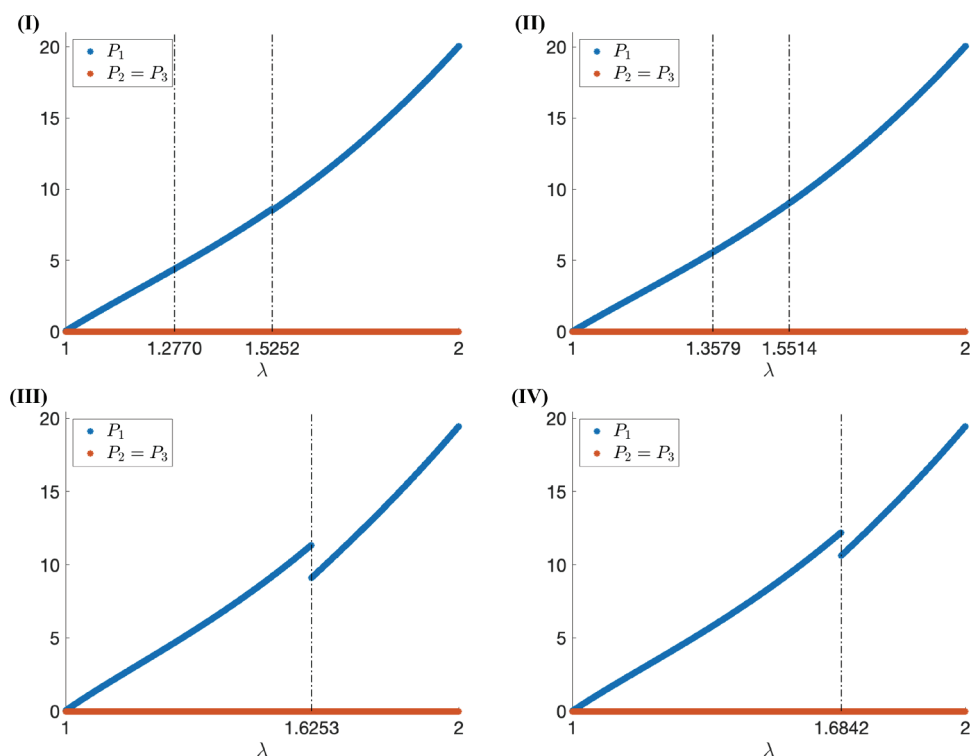 (I)
20
15
10
5
0
P₁
P₂ = P₃
1
1.2770
1.5252
2
λ
(II)
20
15
10
5
0
P₁
P₂ = P₃
1
1.3579
1.5514
2
λ
(III)
20
15
10
5
0
P₁
P₂ = P₃
1
1.6253
2
λ
(IV)
20
15
10
5
0
P₁
P₂ = P₃
1
1.6842
2
λ